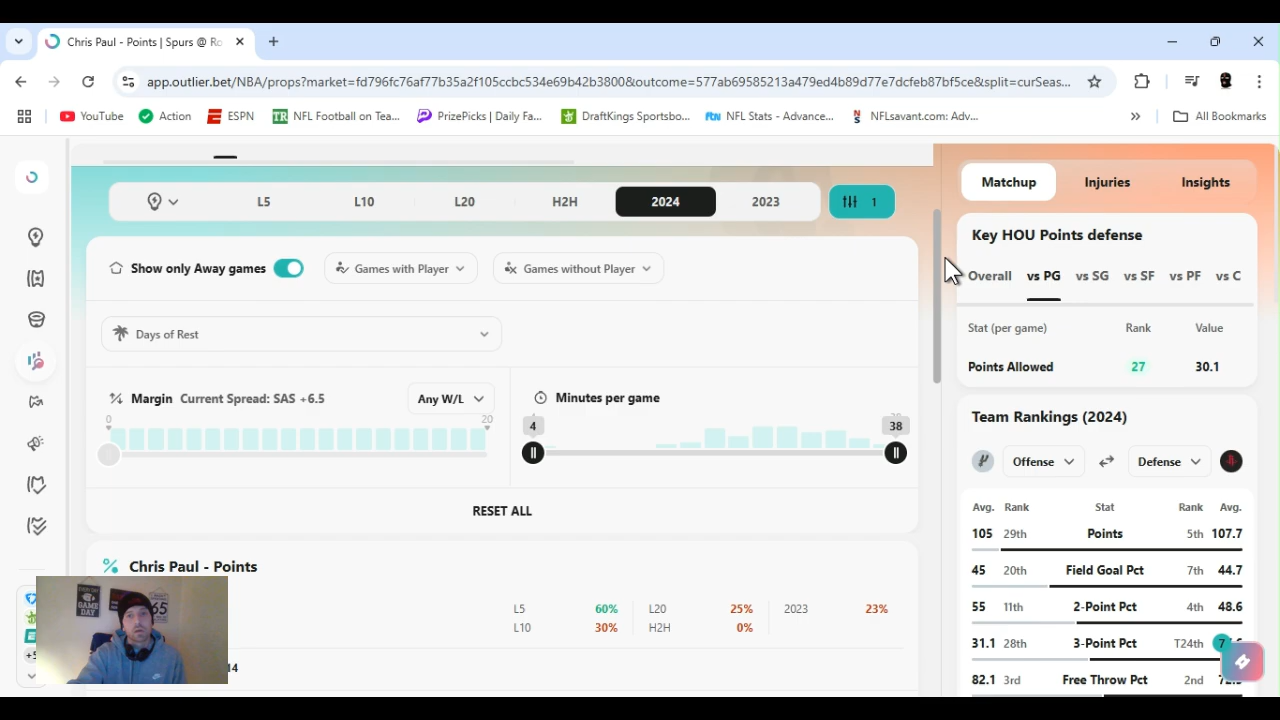 Chris Paul - Points | Spurs @ Ro
app.outlier.bet/NBA/props?market=fd796fc76af77b35a2f105ccbc534e69b42b3800&outcome=577ab69585213a479ed4b89d77e7dcfeb87bf5ce&split=curSeas...
YouTube Action ESPN NFL Football on Tea... PrizePicks | Daily Fa... DraftKings Sportsbo... NFL Stats - Advance... NFLsavant.com: Adv... » All Bookmarks
L5 L10 L20 H2H 2024 2023 1
Show only Away games Games with Player Games without Player
Days of Rest
Margin Current Spread: SAS +6.5 Any W/L
0 20
Minutes per game
4 38
RESET ALL
Chris Paul - Points
L5 60% L20 25% 2023 23%
L10 30% H2H 0%
14
GAME DAY
65
Matchup Injuries Insights
Key HOU Points defense
Overall vs PG vs SG vs SF vs PF vs C
Stat (per game) Rank Value
Points Allowed 27 30.1
Team Rankings (2024)
Offense Defense
Avg. Rank Stat Rank Avg.
105 29th Points 5th 107.7
45 20th Field Goal Pct 7th 44.7
55 11th 2-Point Pct 4th 48.6
31.1 28th 3-Point Pct T24th
82.1 3rd Free Throw Pct 2nd